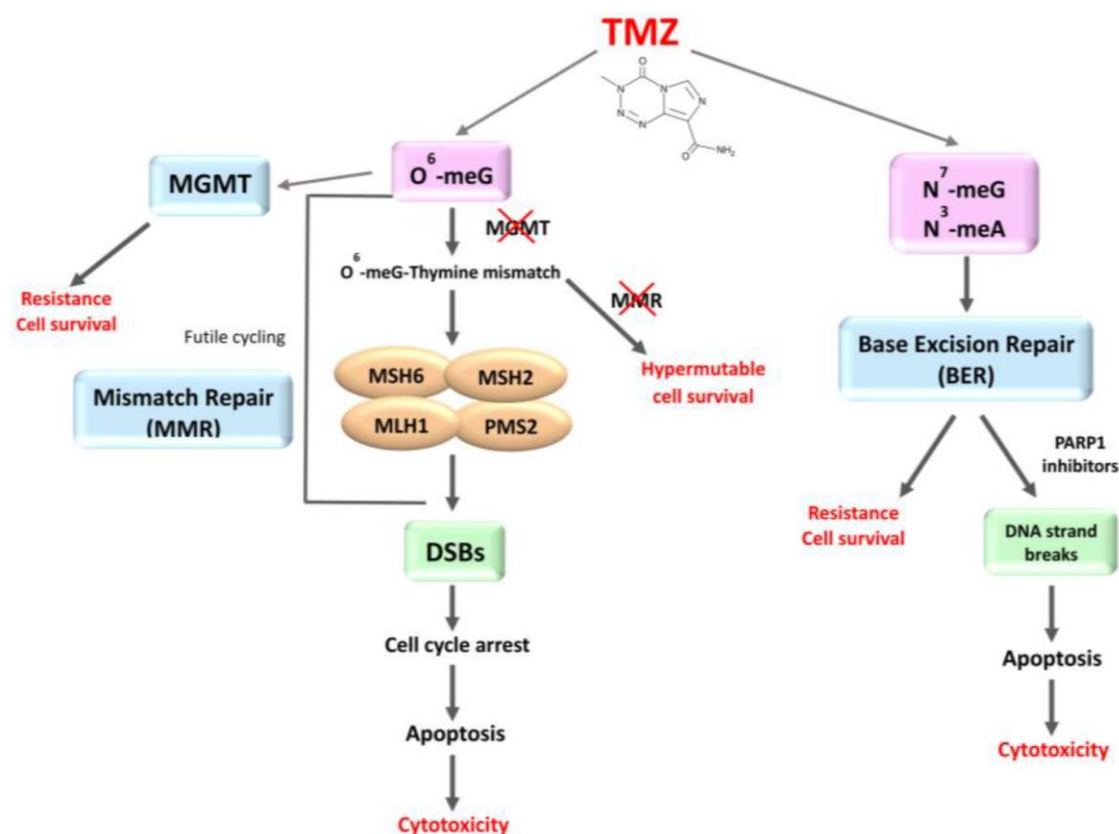 TMZ
O
N
N
N
N
N
O
NH₂
MGMT
O⁶-meG
N⁷-meG
N³-meA
MGMT
O⁶-meG-Thymine mismatch
Resistance
Cell survival
MMR
Futile cycling
Hypermutable
cell survival
Base Excision Repair
(BER)
MSH6
MSH2
Mismatch Repair
(MMR)
MLH1
PMS2
PARP1
inhibitors
Resistance
Cell survival
DNA strand
breaks
DSBs
Cell cycle arrest
Apoptosis
Apoptosis
Cytotoxicity
Cytotoxicity